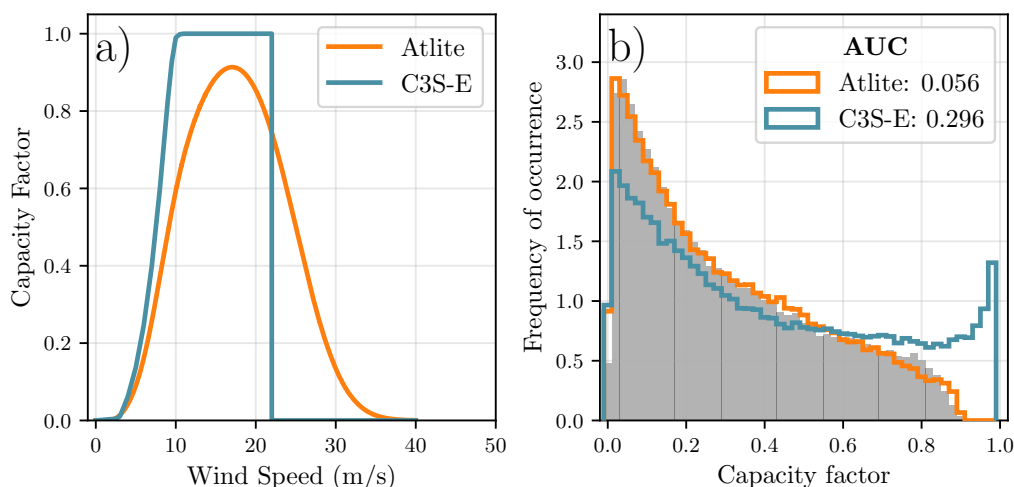 a)
Atlite
C3S-E
1.0
0.8
0.6
0.4
0.2
0.0
Capacity Factor
0
10
20
30
40
50
Wind Speed (m/s)
b)
AUC
Atlite: 0.056
C3S-E: 0.296
3.0
2.5
2.0
1.5
1.0
0.5
0.0
Frequency of occurrence
0.0
0.2
0.4
0.6
0.8
1.0
Capacity factor